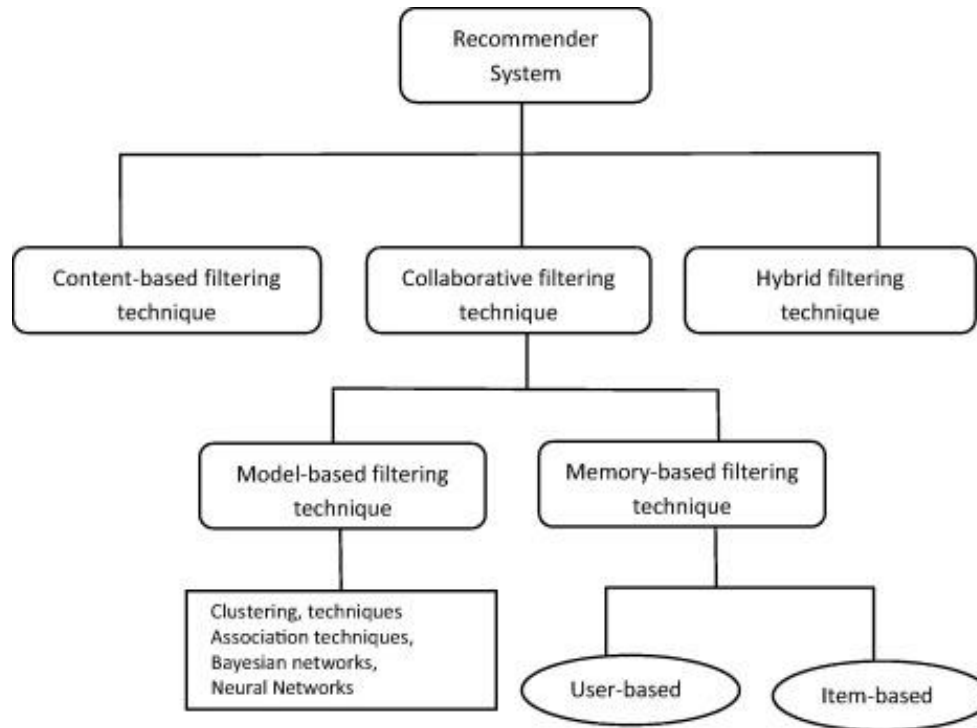 Recommender
System
Content-based filtering
technique
Collaborative filtering
technique
Hybrid filtering
technique
Model-based filtering
technique
Memory-based filtering
technique
Clustering, techniques
Association techniques,
Bayesian networks,
Neural Networks
User-based
Item-based